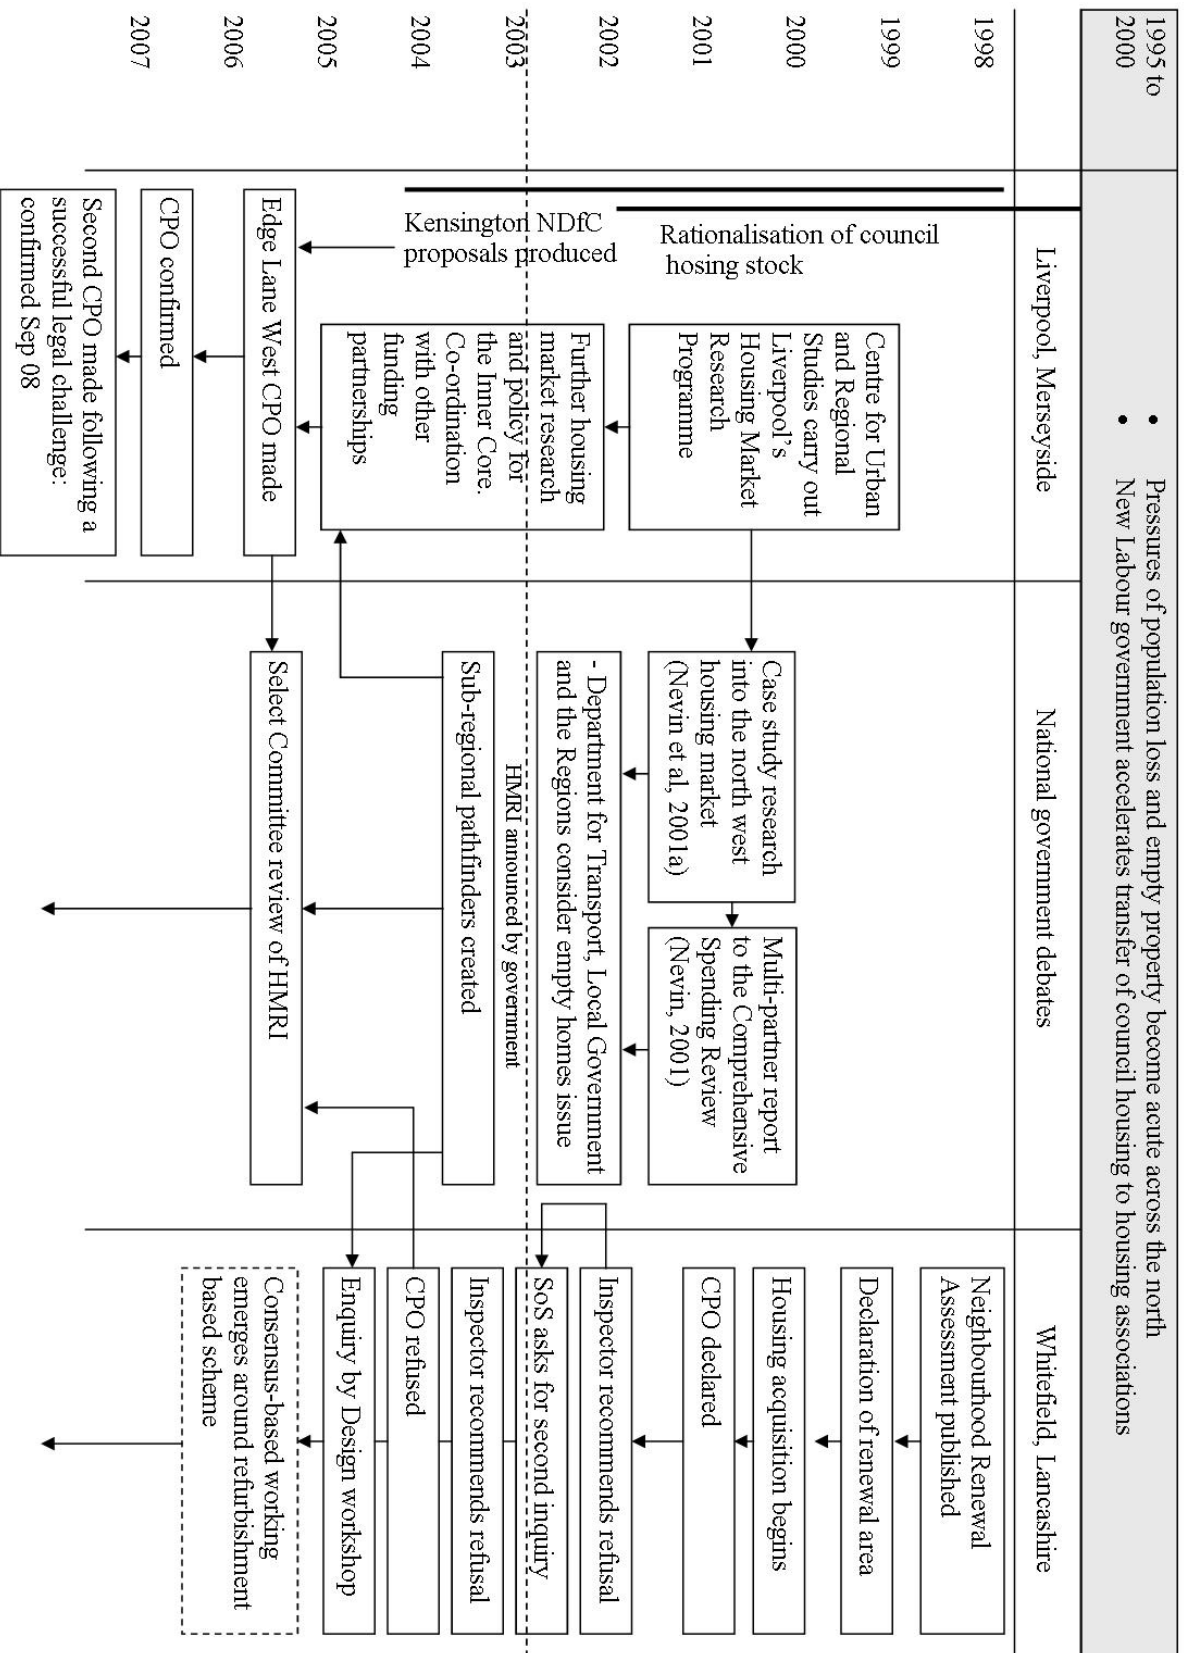 1995 to
2000
• Pressures of population loss and empty property become acute across the north
• New Labour government accelerates transfer of council housing to housing associations
Liverpool, Merseyside
National government debates
Whitefield, Lancashire
1998
1999
2000
2001
2002
2003
2004
2005
2006
2007
Rationalisation of council
hosing stock
Kensington NDfC
proposals produced
Centre for Urban
and Regional
Studies carry out
Liverpool's
Housing Market
Research
Programme
Further housing
market research
and policy for
the Inner Core.
Co-ordination
with other
funding
partnerships
Edge Lane West CPO made
CPO confirmed
Second CPO made following a
successful legal challenge:
confirmed Sep 08
Case study research
into the north west
housing market
(Nevin et al, 2001a)
Multi-partner report
to the Comprehensive
Spending Review
(Nevin, 2001)
- Department for Transport, Local Government
and the Regions consider empty homes issue
HMRI announced by government
Sub-regional pathfinders created
Select Committee review of HMRI
Neighbourhood Renewal
Assessment published
Declaration of renewal area
Housing acquisition begins
CPO declared
Inspector recommends refusal
SoS asks for second inquiry
Inspector recommends refusal
CPO refused
Enquiry by Design workshop
Consensus-based working
emerges around refurbishment
based scheme